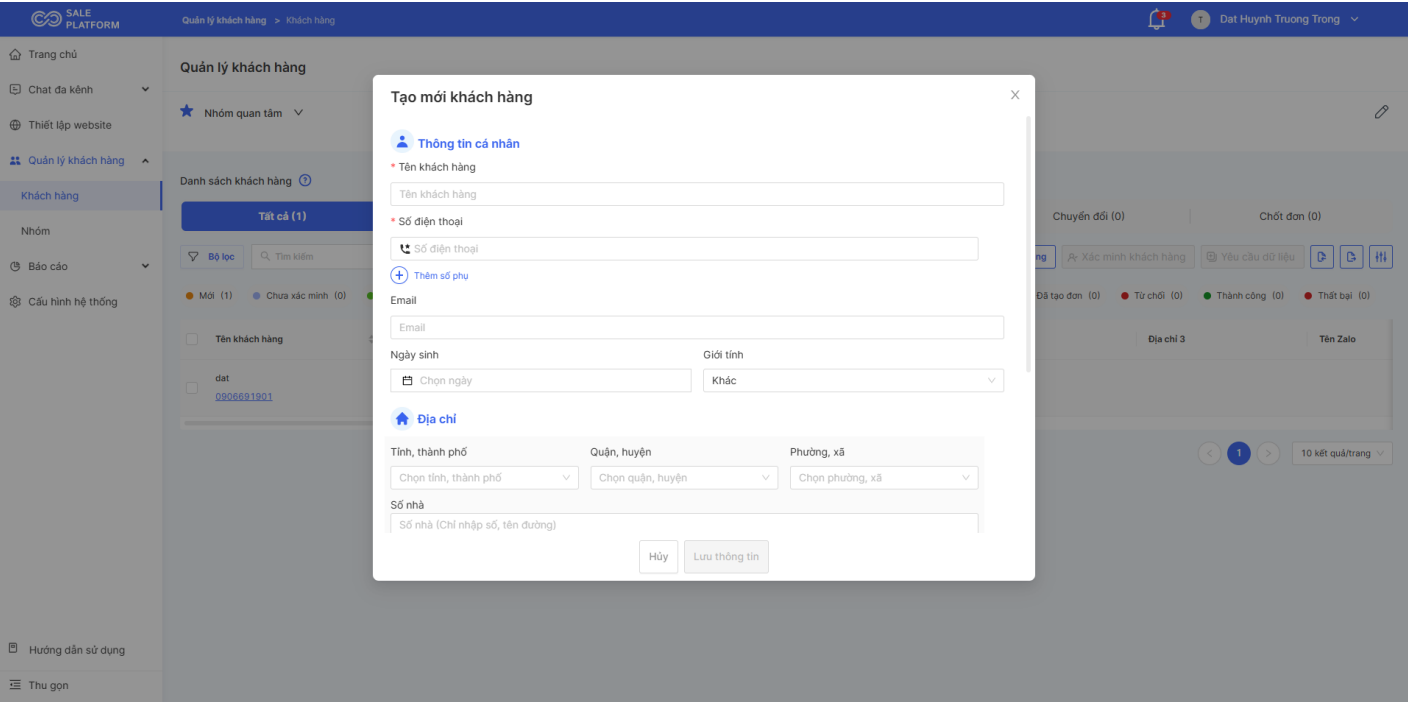 SALE
PLATFORM
Quản lý khách hàng > Khách hàng
3
T
Dat Huynh Truong Trong
Trang chủ
Chat đa kênh
Thiết lập website
Quản lý khách hàng
Khách hàng
Nhóm
Báo cáo
Cấu hình hệ thống
Hướng dẫn sử dụng
Thu gọn
Quản lý khách hàng
Nhóm quan tâm
Danh sách khách hàng ?
Tất cả (1)
Chuyển đổi (0)
Chốt đơn (0)
Bộ lọc
Tìm kiếm
ng
Xác minh khách hàng
Yêu cầu dữ liệu
Mới (1)
Chưa xác minh (0)
Đã tạo đơn (0)
Từ chối (0)
Thành công (0)
Thất bại (0)
Tên khách hàng
Địa chỉ 3
Tên Zalo
dat
0906691901
1
10 kết quả/trang
Tạo mới khách hàng
Thông tin cá nhân
* Tên khách hàng
Tên khách hàng
* Số điện thoại
Số điện thoại
Thêm số phụ
Email
Email
Ngày sinh
Giới tính
Chọn ngày
Khác
Địa chỉ
Tỉnh, thành phố
Quận, huyện
Phường, xã
Chọn tỉnh, thành phố
Chọn quận, huyện
Chọn phường, xã
Số nhà
Số nhà (Chỉ nhập số, tên đường)
Hủy
Lưu thông tin